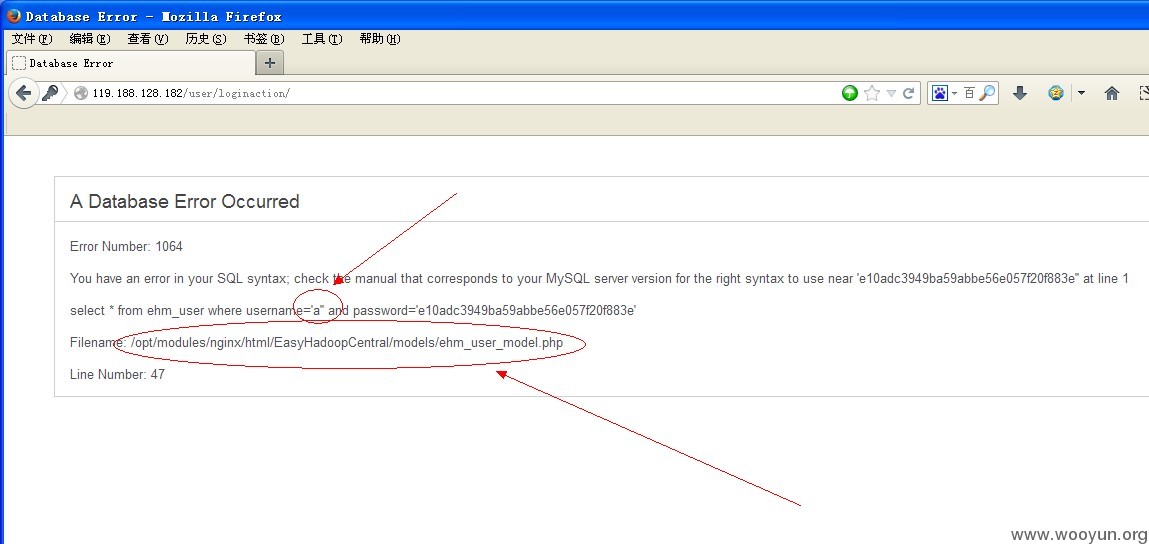 Database Error - Mozilla Firefox
文件(F) 编辑(E) 查看(V) 历史(S) 书签(B) 工具(T) 帮助(H)
Database Error
119.188.128.182/user/loginaction/
百
A Database Error Occurred
Error Number: 1064
You have an error in your SQL syntax; check the manual that corresponds to your MySQL server version for the right syntax to use near 'e10adc3949ba59abbe56e057f20f883e'' at line 1
select * from ehm_user where username='a'' and password='e10adc3949ba59abbe56e057f20f883e'
Filename: /opt/modules/nginx/html/EasyHadoopCentral/models/ehm_user_model.php
Line Number: 47
www.wooyun.org